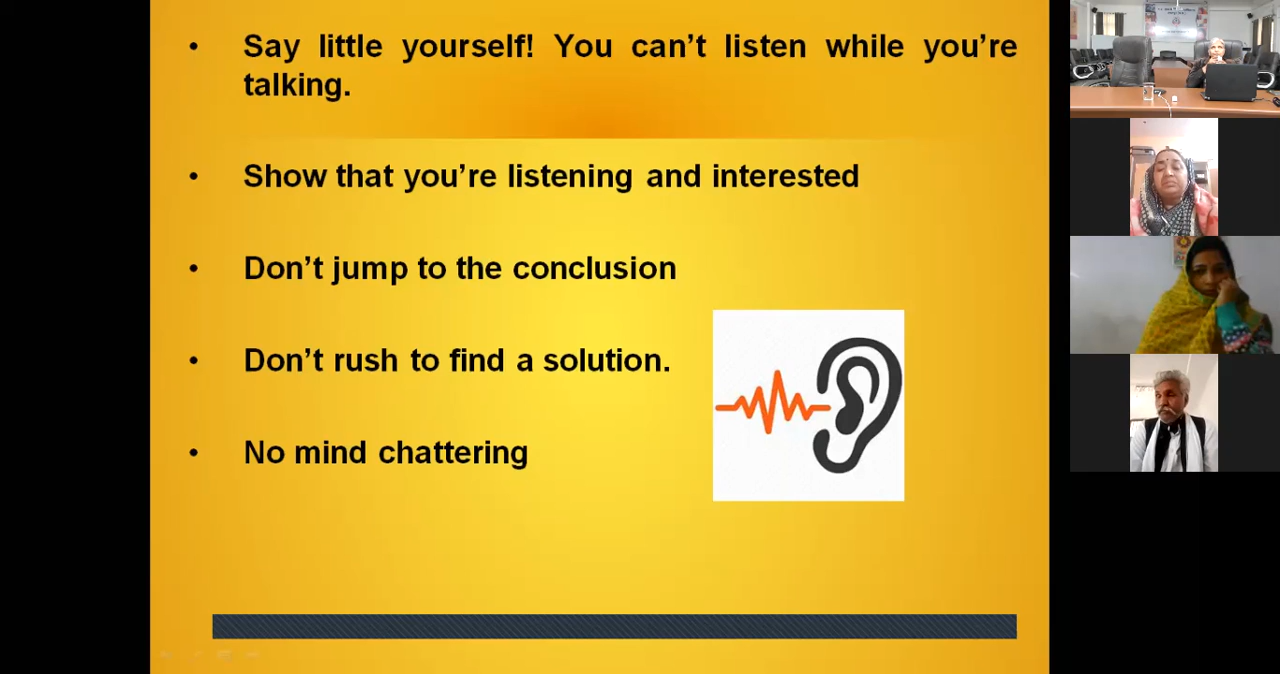 • Say little yourself! You can’t listen while you’re
talking.
• Show that you’re listening and interested
• Don’t jump to the conclusion
• Don’t rush to find a solution.
• No mind chattering